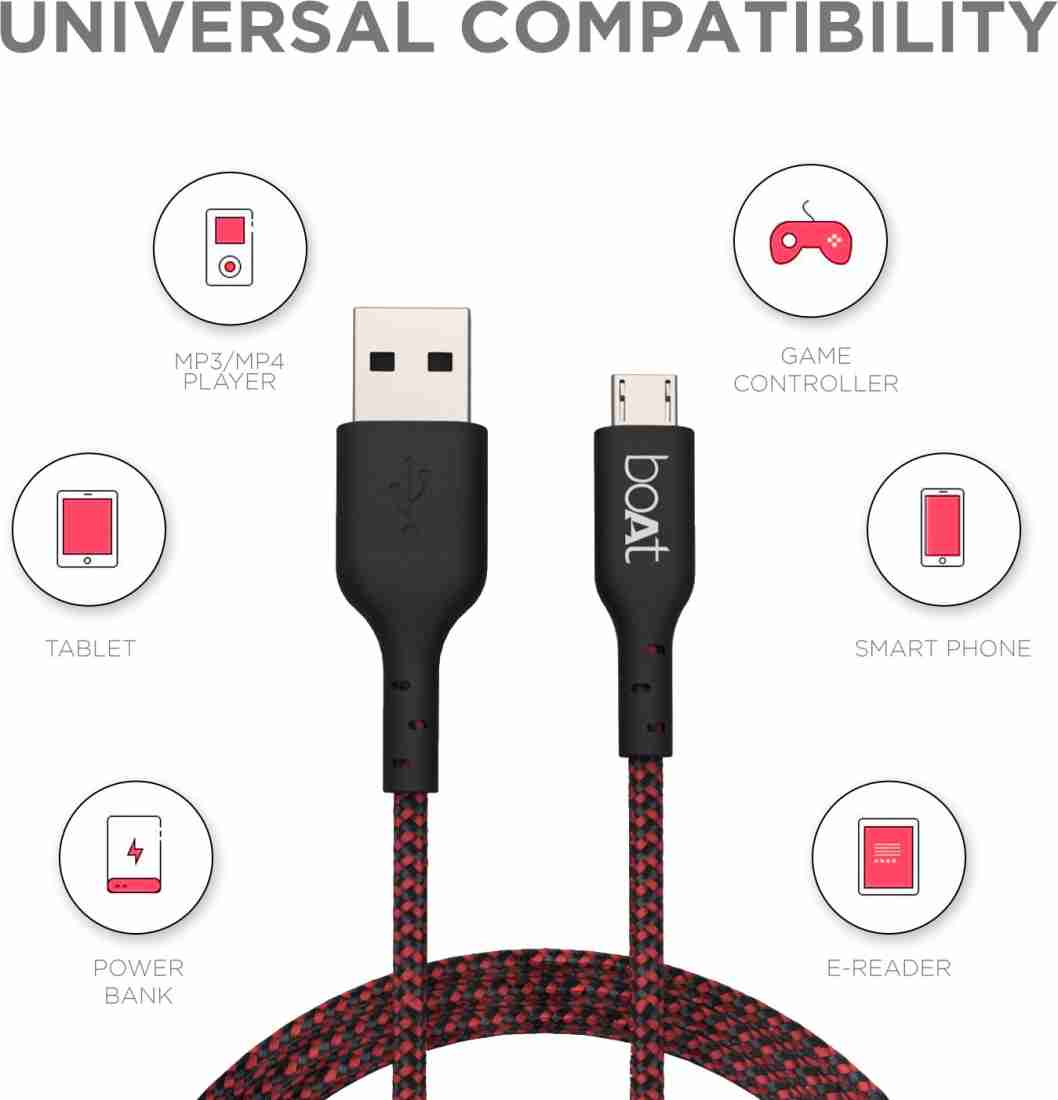 UNIVERSAL COMPATIBILITY
MP3/MP4
PLAYER
GAME
CONTROLLER
boAt
TABLET
SMART PHONE
POWER
BANK
E-READER